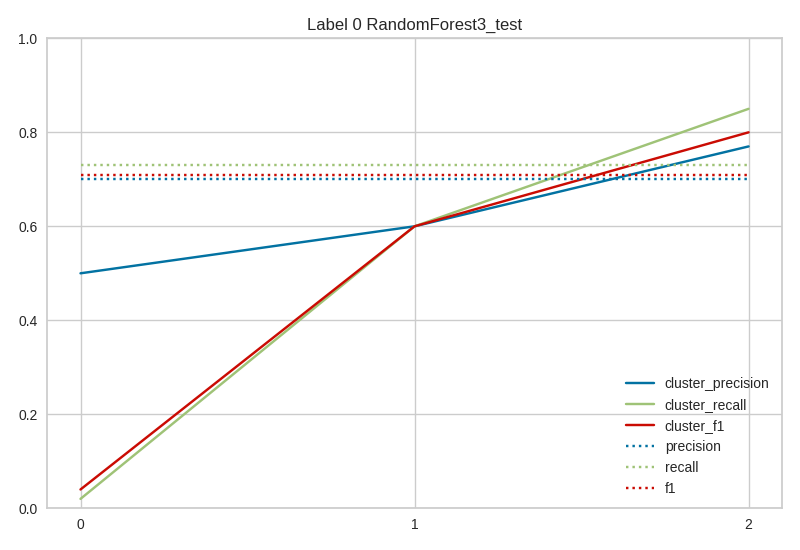 Label 0 RandomForest3_test
1.0
0.8
0.6
0.4
0.2
0.0
0 1 2
cluster_precision
cluster_recall
cluster_f1
precision
recall
f1